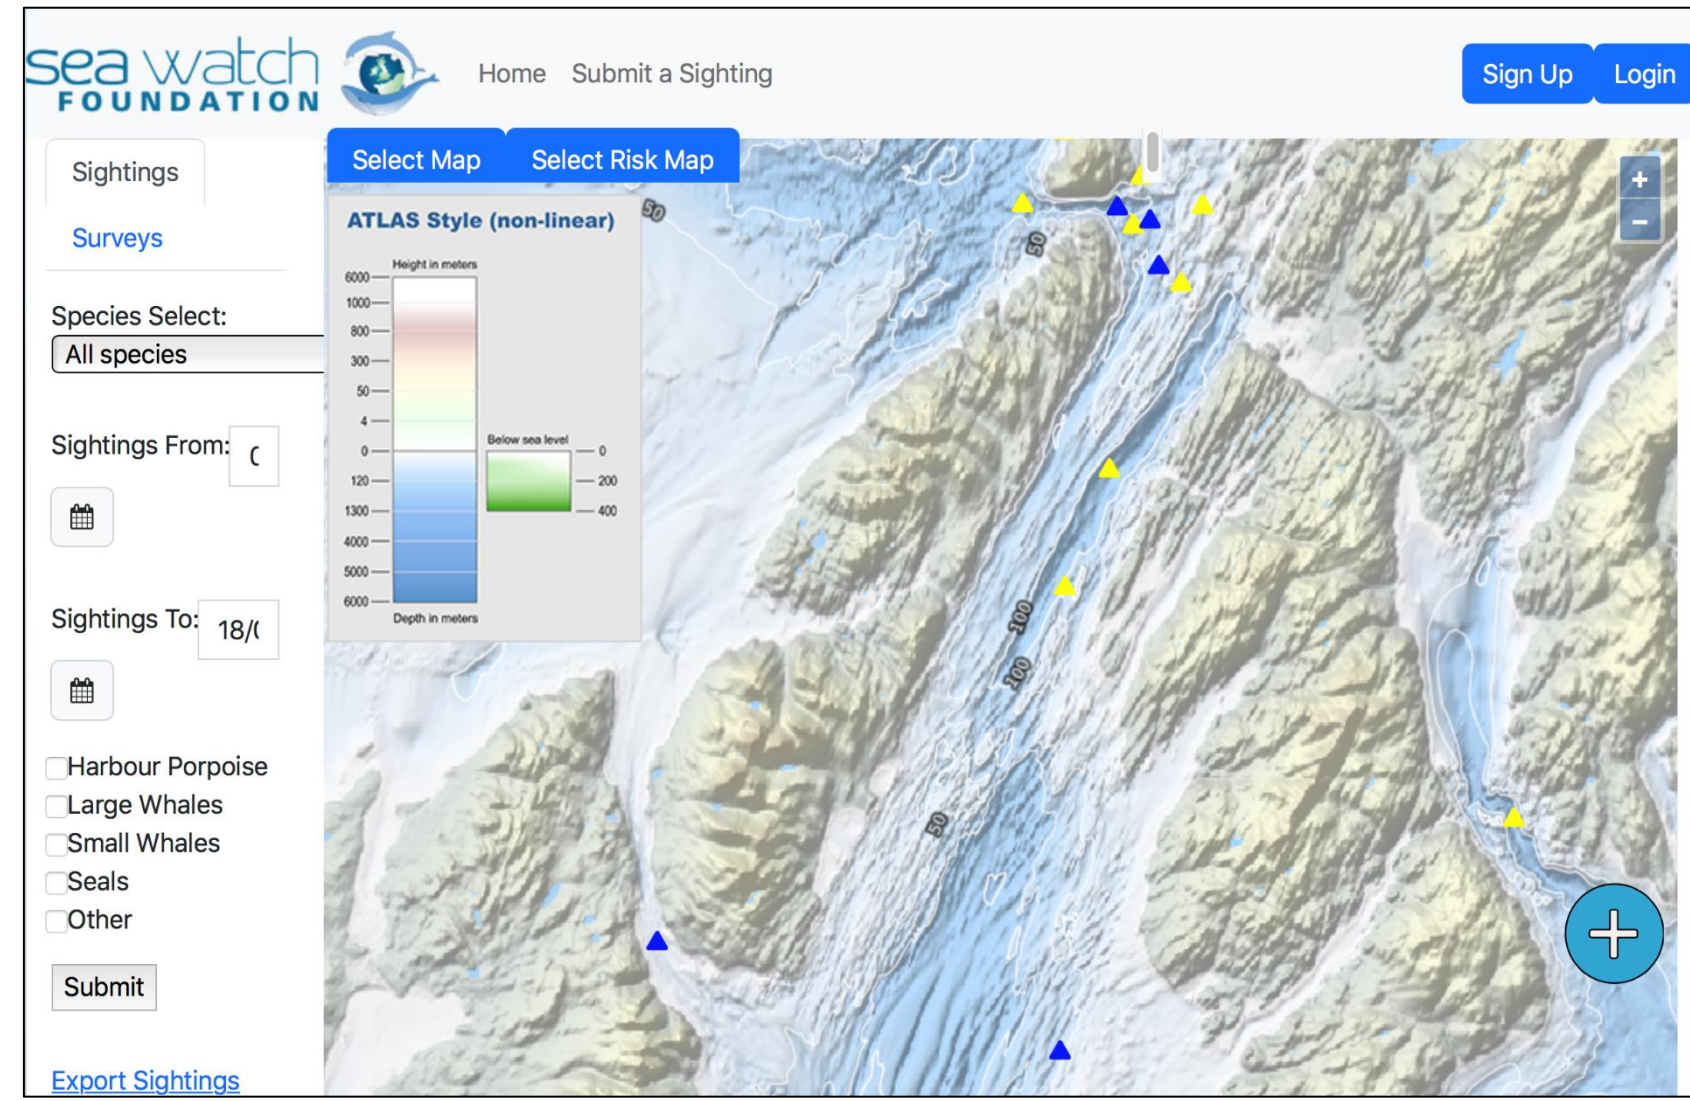 sea watch
FOUNDATION
Home Submit a Sighting
Sign Up Login
Sightings
Surveys
Species Select:
All species
Sightings From:
Sightings To: 18/0
Harbour Porpoise
Large Whales
Small Whales
Seals
Other
Submit
Export Sightings
Select Map Select Risk Map
ATLAS Style (non-linear)
Height in meters
6000
1000
800
300
50
4
Below sea level
0 0
120 200
1300 400
4000
5000
6000
Depth in meters
50
50
100
100
50
+
-